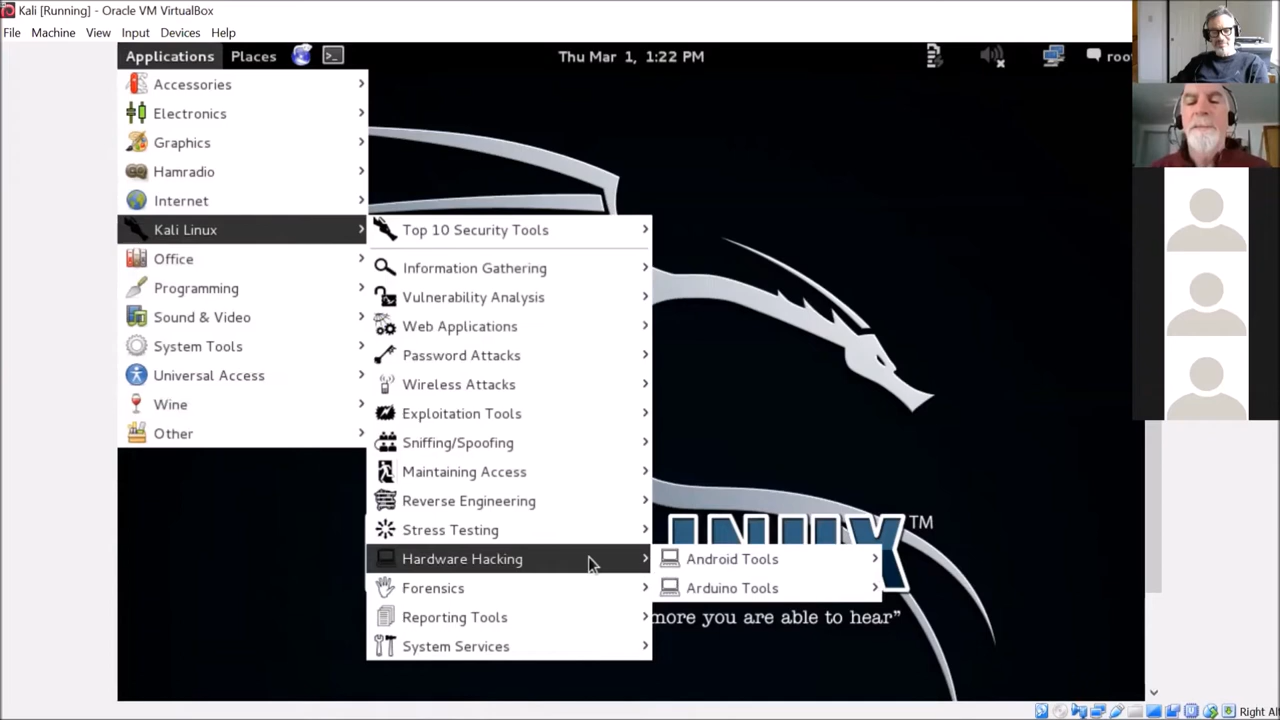 Kali [Running] - Oracle VM VirtualBox
File Machine View Input Devices Help
Applications Places Thu Mar 1, 1:22 PM roo
Accessories
Electronics
Graphics
Hamradio
Internet
Kali Linux
Office
Programming
Sound & Video
System Tools
Universal Access
Wine
Other
Top 10 Security Tools
Information Gathering
Vulnerability Analysis
Web Applications
Password Attacks
Wireless Attacks
Exploitation Tools
Sniffing/Spoofing
Maintaining Access
Reverse Engineering
Stress Testing
Hardware Hacking
Forensics
Reporting Tools
System Services
Android Tools
Arduino Tools
LINUX™
more you are able to hear”
Right Al